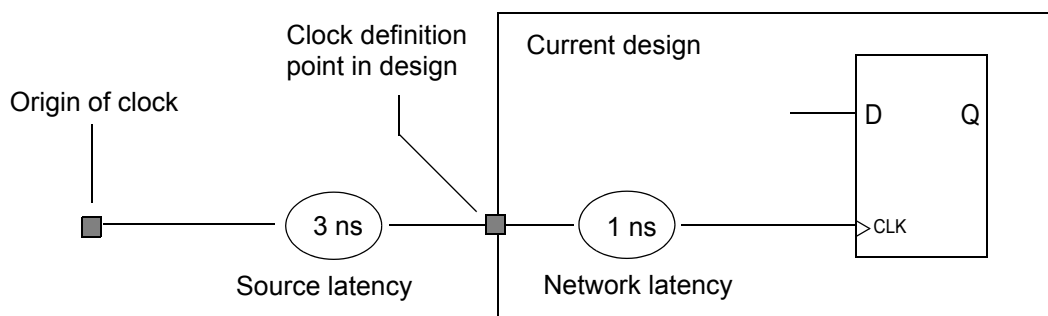 Clock definition
point in design
Current design
Origin of clock
D
Q
3 ns
1 ns
CLK
Source latency
Network latency